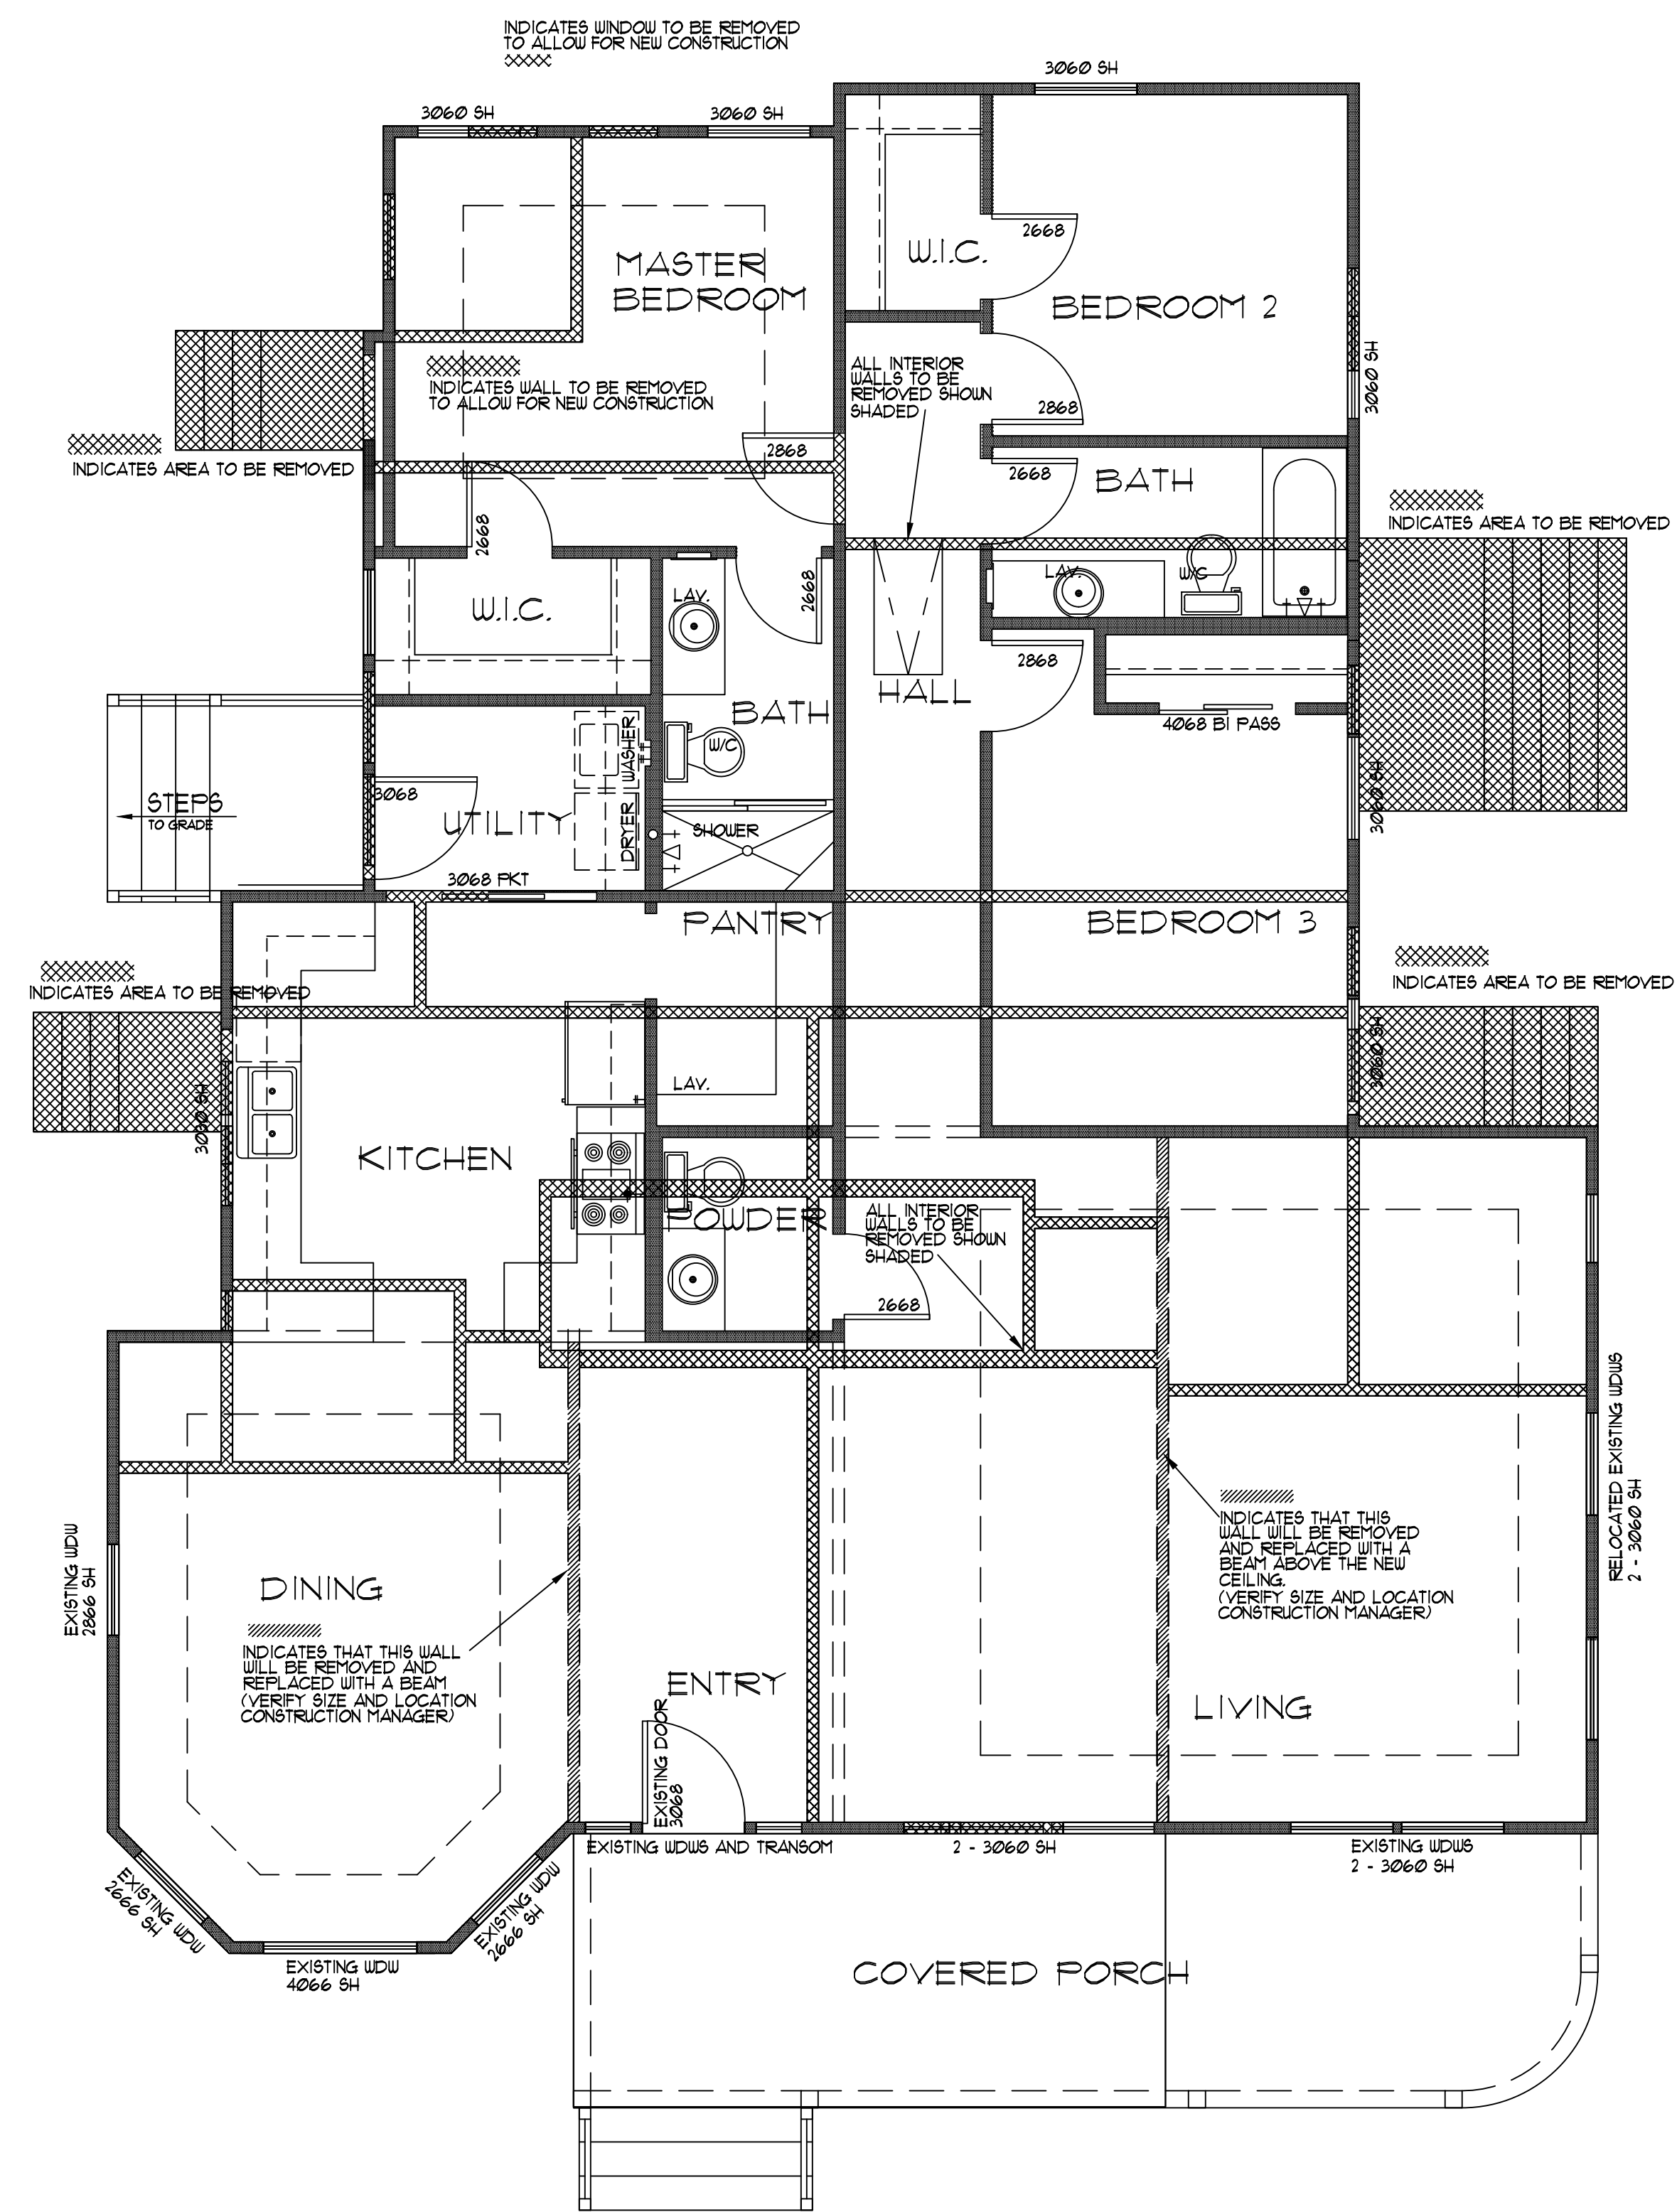 INDICATES WINDOW TO BE REMOVED
TO ALLOW FOR NEW CONSTRUCTION
3060 SH
3060 SH
3060 SH
2668
W.I.C.
MASTER
BEDROOM
BEDROOM 2
ALL INTERIOR
WALLS TO BE
REMOVED SHOWN
SHADED
3060 SH
INDICATES WALL TO BE REMOVED
TO ALLOW FOR NEW CONSTRUCTION
2868
2868
INDICATES AREA TO BE REMOVED
2668
BATH
INDICATES AREA TO BE REMOVED
2668
2668
LAV.
W.I.C.
LAV.
W/C
2868
HALL
BATH
4068 BI PASS
W/C
WASHER
3068
STEPS
TO GRADE
UTILITY
DRYER
SHOWER
3060 SH
3068 PKT
PANTRY
BEDROOM 3
INDICATES AREA TO BE REMOVED
INDICATES AREA TO BE REMOVED
3060 SH
LAV.
3060 SH
KITCHEN
POWDER
ALL INTERIOR
WALLS TO BE
REMOVED SHOWN
SHADED
2668
RELOCATED EXISTING WDWS
2 - 3060 SH
EXISTING WDW
2866 SH
DINING
INDICATES THAT THIS WALL
WILL BE REMOVED AND
REPLACED WITH A BEAM
(VERIFY SIZE AND LOCATION
CONSTRUCTION MANAGER)
INDICATES THAT THIS
WALL WILL BE REMOVED
AND REPLACED WITH A
BEAM ABOVE THE NEW
CEILING.
(VERIFY SIZE AND LOCATION
CONSTRUCTION MANAGER)
ENTRY
LIVING
EXISTING DOOR
3068
EXISTING WDWS AND TRANSOM
2 - 3060 SH
EXISTING WDWS
2 - 3060 SH
EXISTING WDW
2666 SH
EXISTING WDW
2666 SH
EXISTING WDW
4066 SH
COVERED PORCH